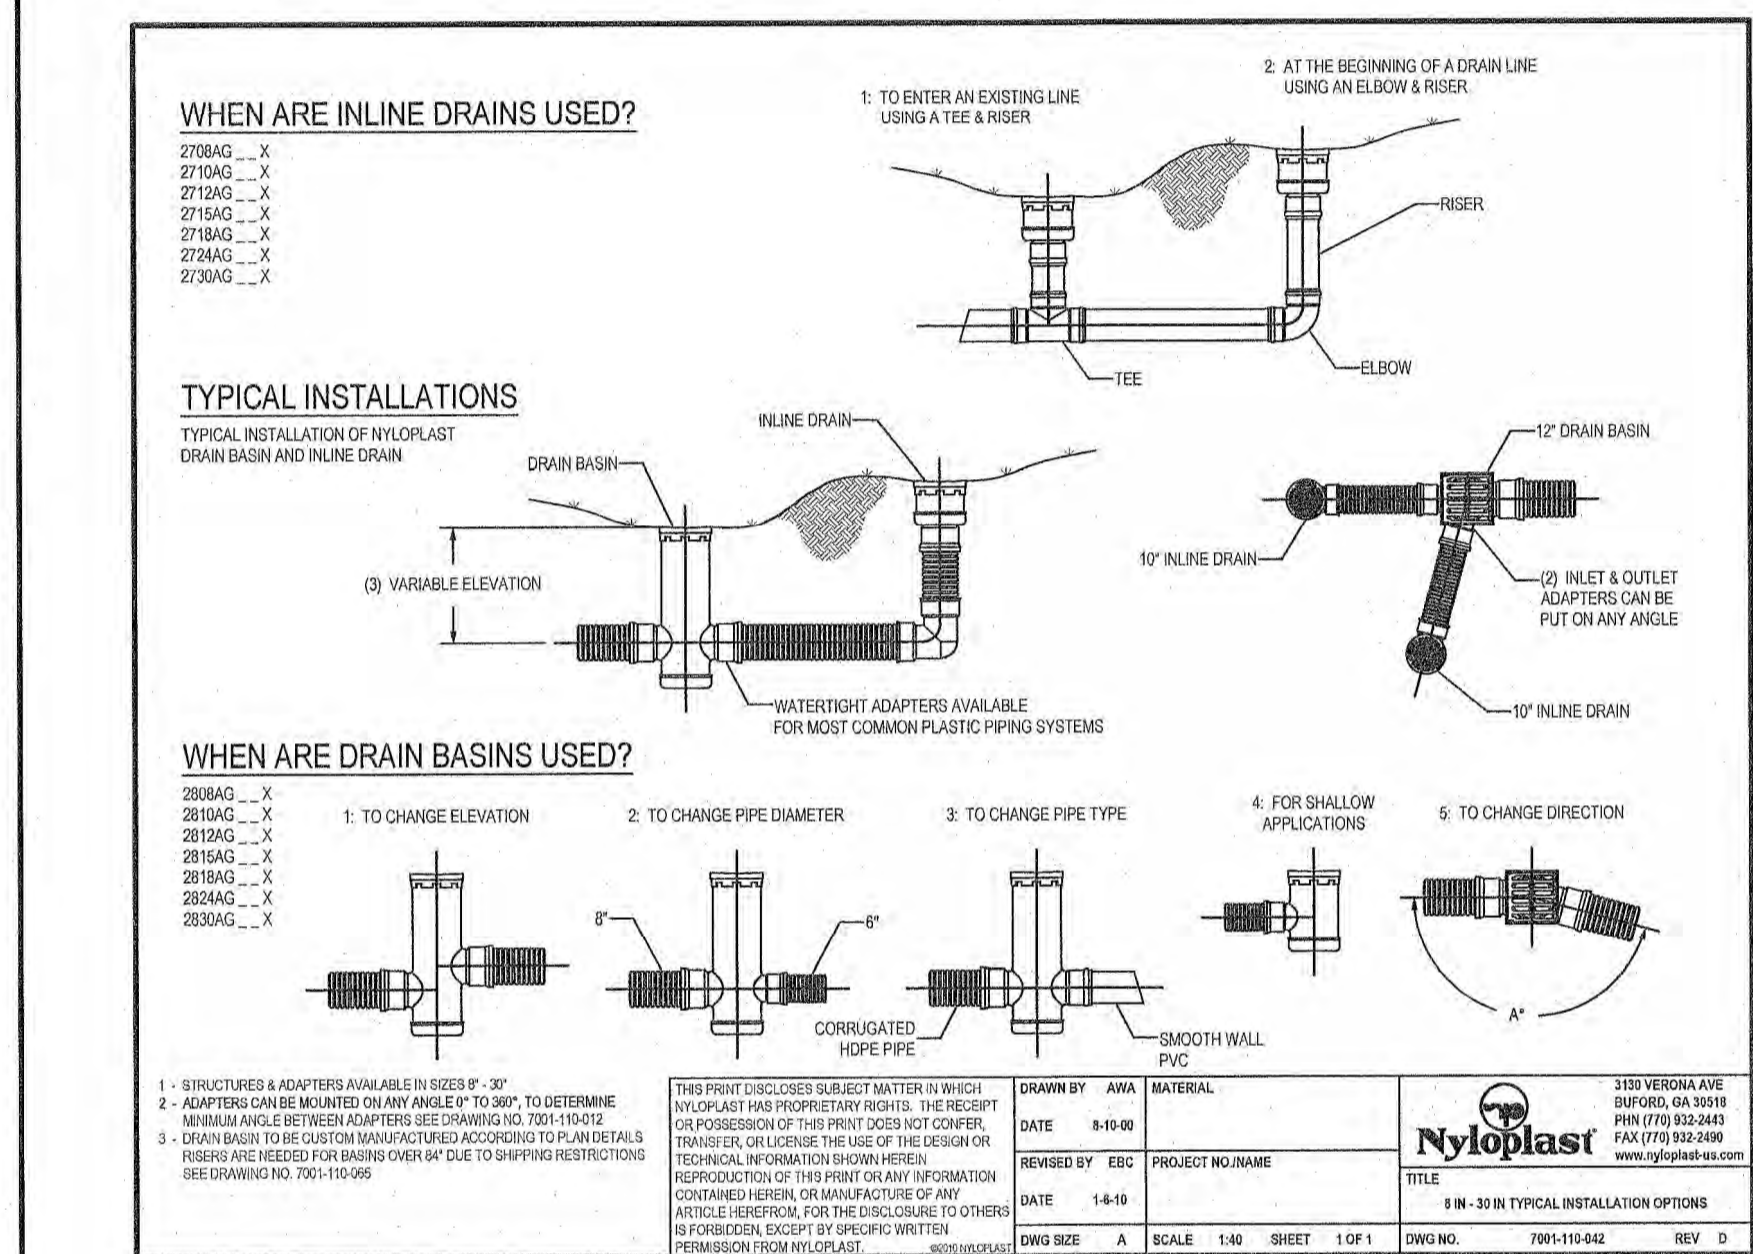 WHEN ARE INLINE DRAINS USED?
2708AG _ _ X
2710AG _ _ X
2712AG _ _ X
2715AG _ _ X
2718AG _ _ X
2724AG _ _ X
2730AG _ _ X
1: TO ENTER AN EXISTING LINE
USING A TEE & RISER
2: AT THE BEGINNING OF A DRAIN LINE
USING AN ELBOW & RISER
RISER
ELBOW
TEE
TYPICAL INSTALLATIONS
TYPICAL INSTALLATION OF NYLOPLAST
DRAIN BASIN AND INLINE DRAIN
DRAIN BASIN
INLINE DRAIN
(3) VARIABLE ELEVATION
WATERTIGHT ADAPTERS AVAILABLE
FOR MOST COMMON PLASTIC PIPING SYSTEMS
12" DRAIN BASIN
10" INLINE DRAIN
(2) INLET & OUTLET
ADAPTERS CAN BE
PUT ON ANY ANGLE
10" INLINE DRAIN
WHEN ARE DRAIN BASINS USED?
2808AG _ _ X
2810AG _ _ X
2812AG _ _ X
2815AG _ _ X
2818AG _ _ X
2824AG _ _ X
2830AG _ _ X
1: TO CHANGE ELEVATION
2: TO CHANGE PIPE DIAMETER
8"
6"
3: TO CHANGE PIPE TYPE
CORRUGATED
HDPE PIPE
SMOOTH WALL
PVC
4: FOR SHALLOW
APPLICATIONS
5: TO CHANGE DIRECTION
A°
1 - STRUCTURES & ADAPTERS AVAILABLE IN SIZES 8" - 30"
2 - ADAPTERS CAN BE MOUNTED ON ANY ANGLE 0° TO 360°, TO DETERMINE
MINIMUM ANGLE BETWEEN ADAPTERS SEE DRAWING NO. 7001-110-012
3 - DRAIN BASIN TO BE CUSTOM MANUFACTURED ACCORDING TO PLAN DETAILS
RISERS ARE NEEDED FOR BASINS OVER 84" DUE TO SHIPPING RESTRICTIONS
SEE DRAWING NO. 7001-110-065
THIS PRINT DISCLOSES SUBJECT MATTER IN WHICH
NYLOPLAST HAS PROPRIETARY RIGHTS. THE RECEIPT
OR POSSESSION OF THIS PRINT DOES NOT CONFER,
TRANSFER, OR LICENSE THE USE OF THE DESIGN OR
TECHNICAL INFORMATION SHOWN HEREIN
REPRODUCTION OF THIS PRINT OR ANY INFORMATION
CONTAINED HEREIN, OR MANUFACTURE OF ANY
ARTICLE HEREFROM, FOR THE DISCLOSURE TO OTHERS
IS FORBIDDEN, EXCEPT BY SPECIFIC WRITTEN
PERMISSION FROM NYLOPLAST. ©2010 NYLOPLAST
DRAWN BY AWA
DATE 8-10-00
REVISED BY EBC
DATE 1-6-10
DWG SIZE A
MATERIAL
PROJECT NO./NAME
SCALE 1:40 SHEET 1 OF 1
Nyloplast
3130 VERONA AVE
BUFORD, GA 30518
PHN (770) 932-2443
FAX (770) 932-2490
www.nyloplast-us.com
TITLE
8 IN - 30 IN TYPICAL INSTALLATION OPTIONS
DWG NO. 7001-110-042 REV D